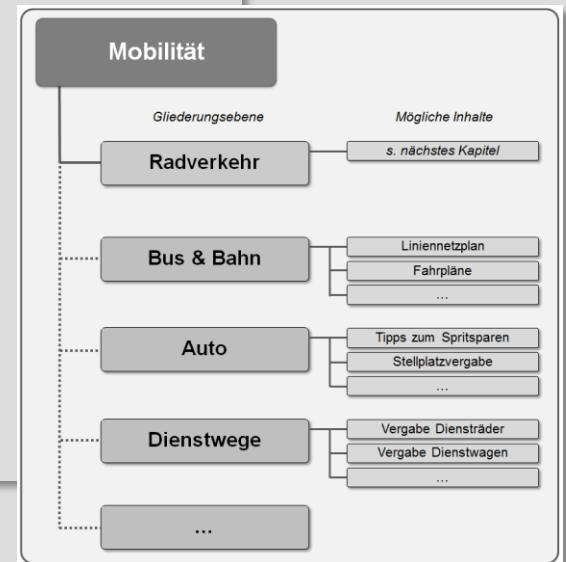 Mobilität
Gliederungsebene
Mögliche Inhalte
Radverkehr
s. nächstes Kapitel
Bus & Bahn
Liniennetzplan
Fahrpläne
...
Auto
Tipps zum Spritsparen
Stellplatzvergabe
...
Dienstwege
Vergabe Diensträder
Vergabe Dienstwagen
...
...